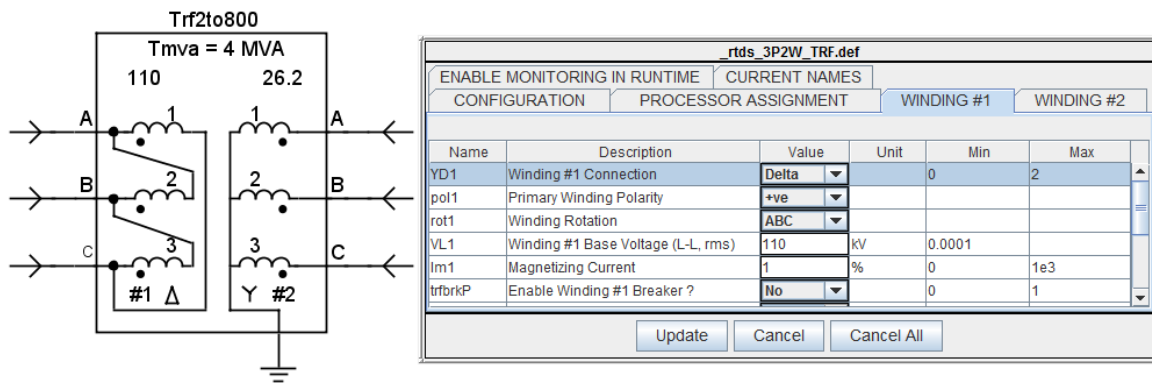 Trf2to800
Tmva = 4 MVA
110 26.2
A 1 1 A
B 2 2 B
C 3 3 C
#1 Δ Y #2
_rtds_3P2W_TRF.def
ENABLE MONITORING IN RUNTIME CURRENT NAMES
CONFIGURATION PROCESSOR ASSIGNMENT WINDING #1 WINDING #2
Name Description Value Unit Min Max
YD1 Winding #1 Connection Delta 0 2
pol1 Primary Winding Polarity +ve
rot1 Winding Rotation ABC
VL1 Winding #1 Base Voltage (L-L, rms) 110 kV 0.0001
Im1 Magnetizing Current 1 % 0 1e3
trfbrkP Enable Winding #1 Breaker ? No 0 1
Update Cancel Cancel All